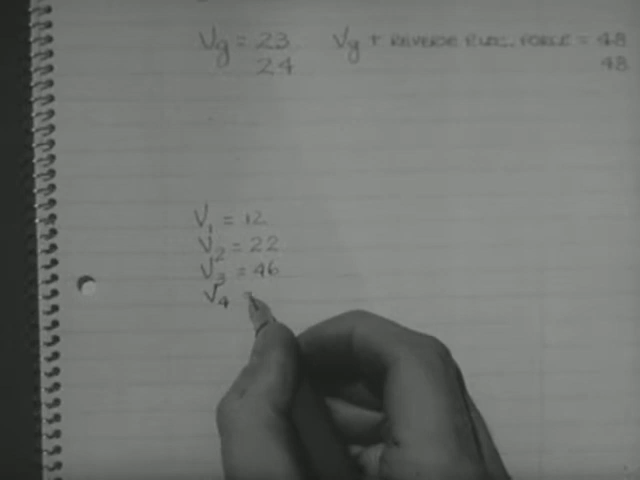 Vg = 23 Vg + REVERSE ELEC. FORCE = 48
24 48
V1 = 12
V2 = 22
V3 = 46
V4